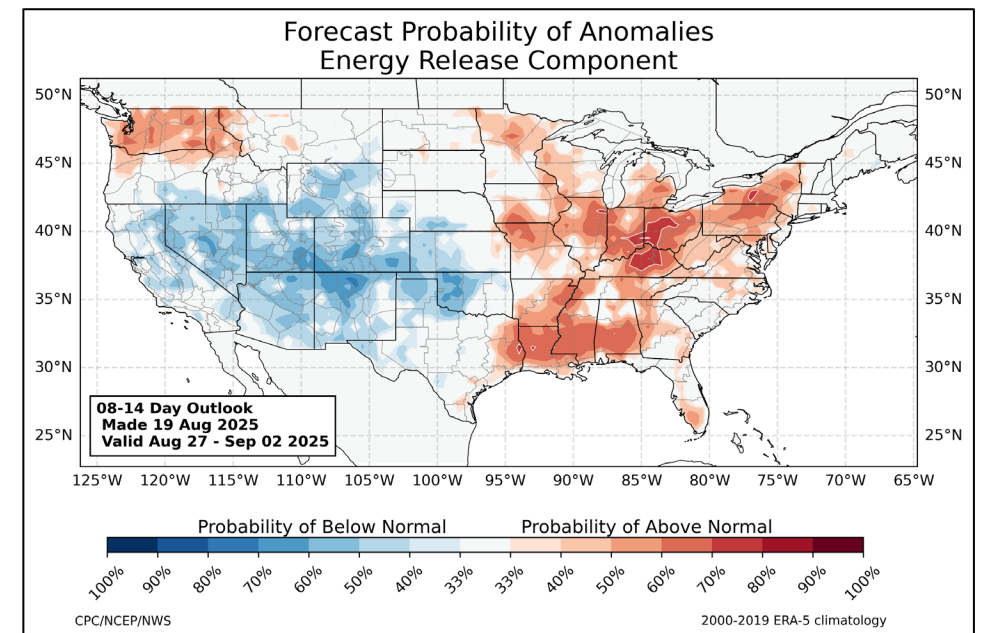 Forecast Probability of Anomalies
Energy Release Component
50°N
50°N
45°N
45°N
40°N
40°N
35°N
35°N
30°N
30°N
25°N
25°N
08-14 Day Outlook
Made 19 Aug 2025
Valid Aug 27 - Sep 02 2025
125°W 120°W 115°W 110°W 105°W 100°W 95°W 90°W 85°W 80°W 75°W 70°W 65°W
Probability of Below Normal Probability of Above Normal
100% 90% 80% 70% 60% 50% 40% 33% 33% 40% 50% 60% 70% 80% 90% 100%
CPC/NCEP/NWS 2000-2019 ERA-5 climatology